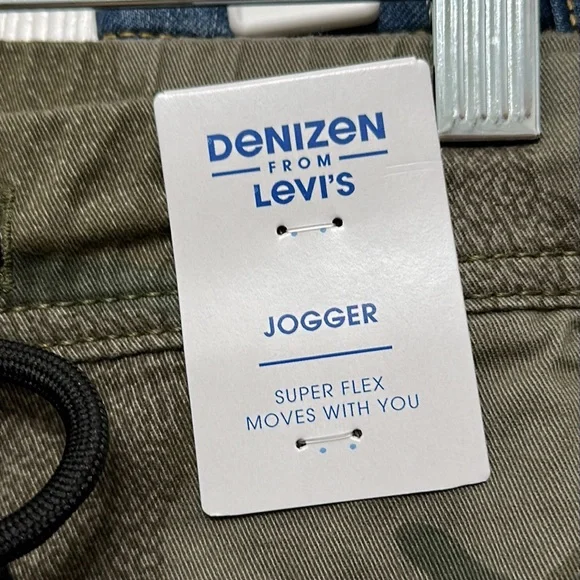 DeNiZeN
FROM
LeVi'S
JOGGER
SUPER FLEX
MOVES WITH YOU